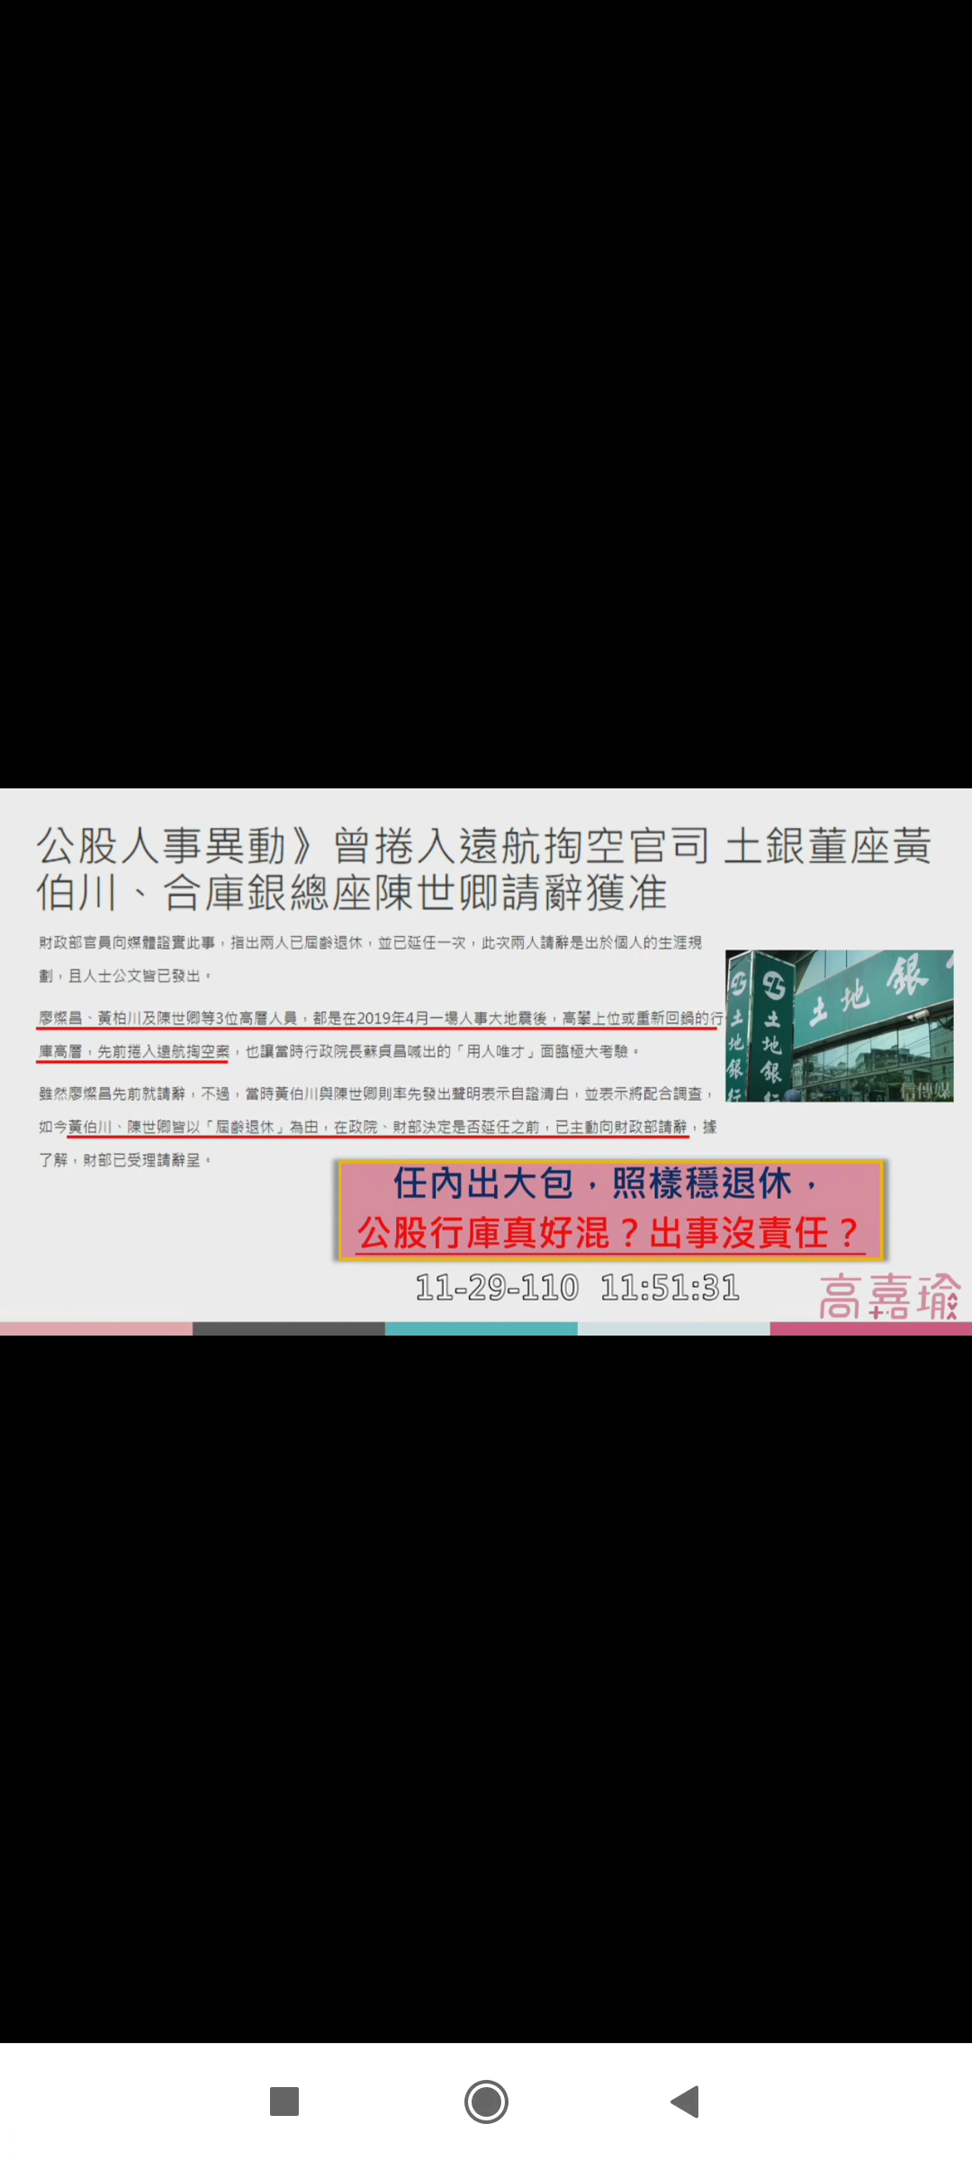 公股人事異動》曾捲入遠航掏空官司 土銀董座黃
伯川、合庫銀總座陳世卿請辭獲准
財政部官員向媒體證實此事，指出兩人已屆齡退休，並已延任一次，此次兩人請辭是出於個人的生涯規
劃，且人士公文皆已發出。
廖燦昌、黃柏川及陳世卿等3位高層人員，都是在2019年4月一場人事大地震後，高攀上位或重新回鍋的行
庫高層，先前捲入遠航掏空案，也讓當時行政院長蘇貞昌喊出的「用人唯才」面臨極大考驗。
雖然廖燦昌先前就請辭，不過，當時黃伯川與陳世卿則率先發出聲明表示自證清白，並表示將配合調查，
如今黃伯川、陳世卿皆以「屆齡退休」為由，在政院、財部決定是否延任之前，已主動向財政部請辭，據
了解，財部已受理請辭呈。
土地銀行
土地銀行
土地銀
信傳媒
任內出大包，照樣穩退休，
公股行庫真好混？出事沒責任？
11-29-110 11:51:31
高嘉瑜